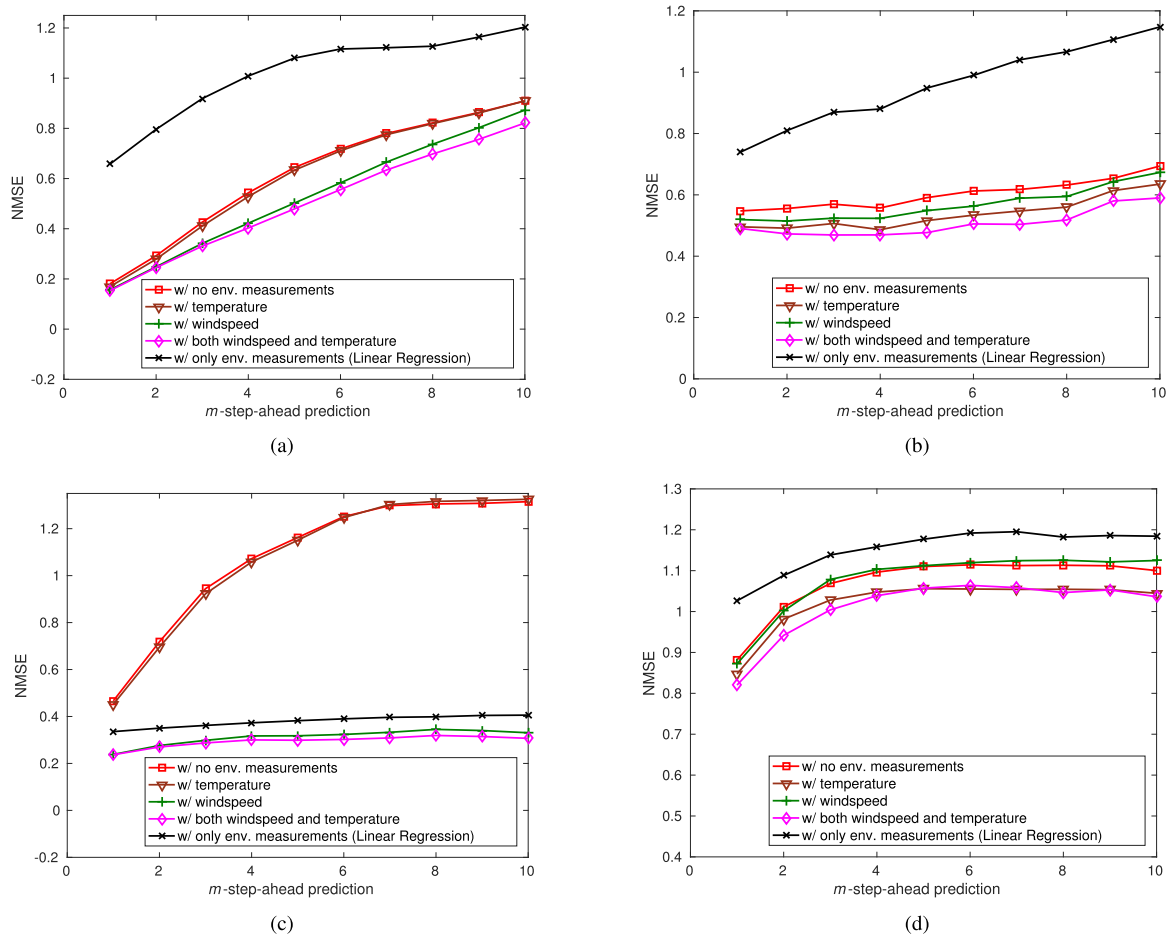 1.2
1
0.8
0.6
0.4
0.2
0
-0.2
NMSE
0 2 4 6 8 10
m-step-ahead prediction
w/ no env. measurements
w/ temperature
w/ windspeed
w/ both windspeed and temperature
w/ only env. measurements (Linear Regression)
(a)
1.2
1
0.8
0.6
0.4
0.2
0
NMSE
0 2 4 6 8 10
m-step-ahead prediction
w/ no env. measurements
w/ temperature
w/ windspeed
w/ both windspeed and temperature
w/ only env. measurements (Linear Regression)
(b)
1.2
1
0.8
0.6
0.4
0.2
0
-0.2
NMSE
0 2 4 6 8 10
m-step-ahead prediction
w/ no env. measurements
w/ temperature
w/ windspeed
w/ both windspeed and temperature
w/ only env. measurements (Linear Regression)
(c)
1.3
1.2
1.1
1
0.9
0.8
0.7
0.6
0.5
0.4
NMSE
0 2 4 6 8 10
m-step-ahead prediction
w/ no env. measurements
w/ temperature
w/ windspeed
w/ both windspeed and temperature
w/ only env. measurements (Linear Regression)
(d)